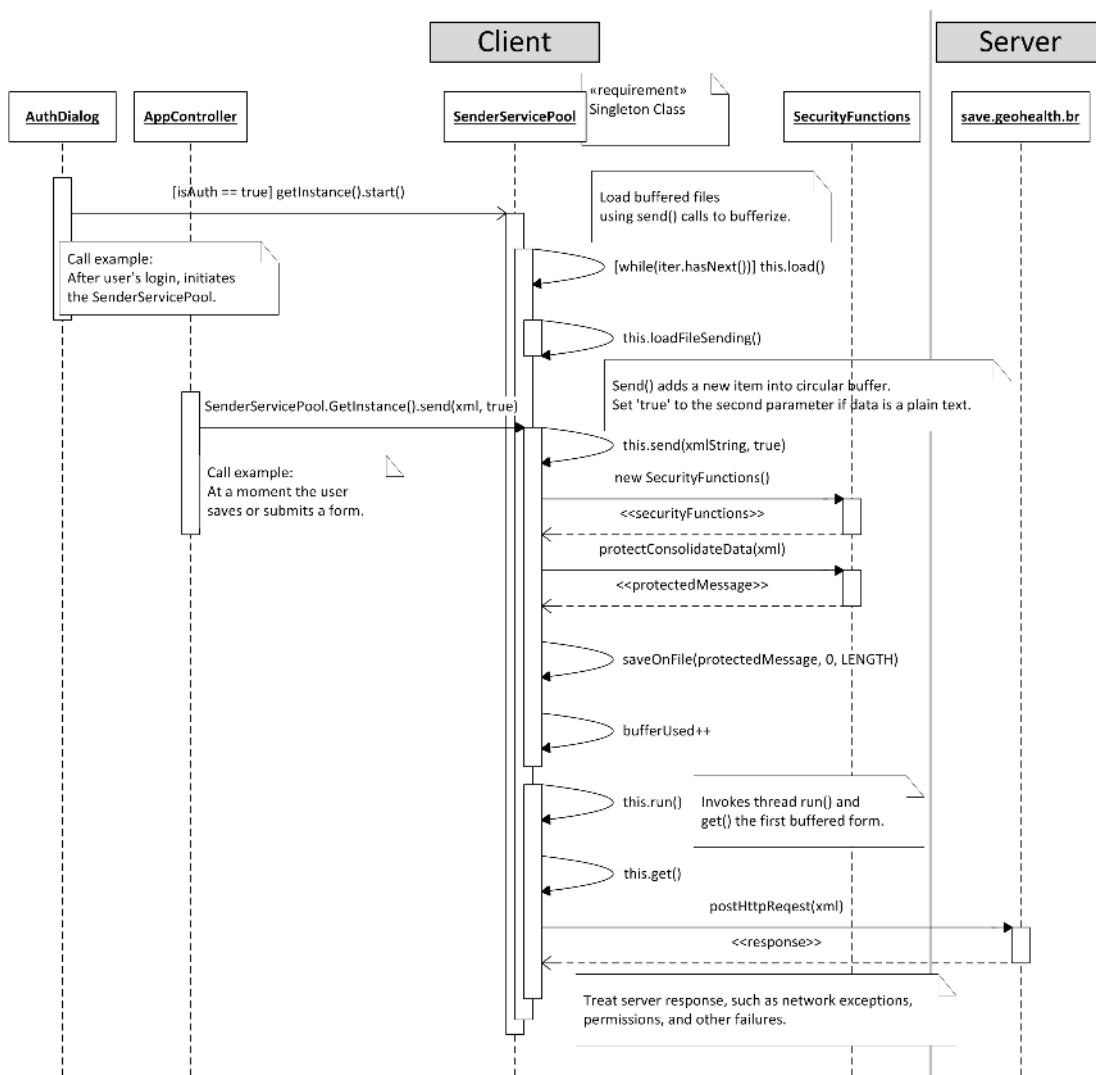 Client
Server
«requirement»
Singleton Class
AuthDialog
AppController
SenderServicePool
SecurityFunctions
save.geohealth.br
[isAuth == true] getInstance().start()
Load buffered files
using send() calls to bufferize.
Call example:
After user's login, initiates
the SenderServicePool.
[while(iter.hasNext())] this.load()
this.loadFileSending()
Send() adds a new item into circular buffer.
Set 'true' to the second parameter if data is a plain text.
SenderServicePool.GetInstance().send(xml, true)
this.send(xmlString, true)
Call example:
At a moment the user
saves or submits a form.
new SecurityFunctions()
<<securityFunctions>>
protectConsolidateData(xml)
<<protectedMessage>>
saveOnFile(protectedMessage, 0, LENGTH)
bufferUsed++
this.run()
Invokes thread run() and
get() the first buffered form.
this.get()
postHttpReqest(xml)
<<response>>
Treat server response, such as network exceptions,
permissions, and other failures.